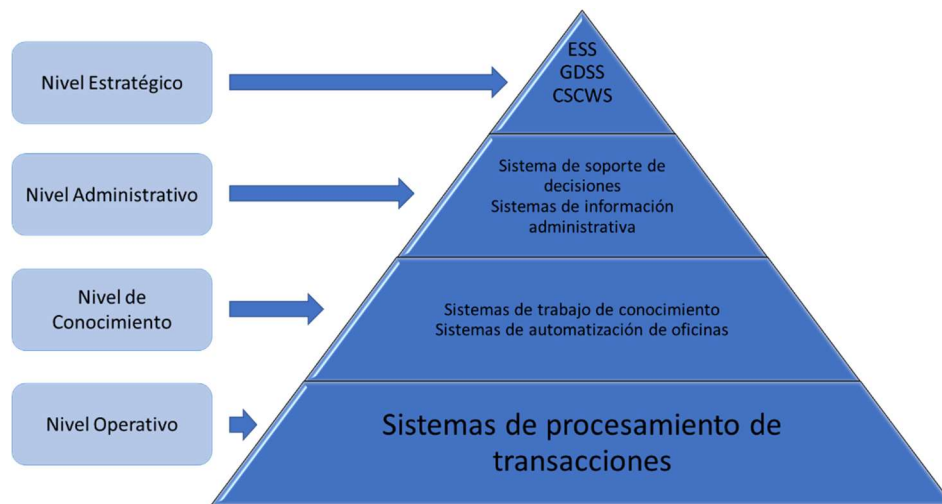 Nivel Estratégico
ESS
GDSS
CSCWS
Nivel Administrativo
Sistema de soporte de
decisiones
Sistemas de información
administrativa
Nivel de
Conocimiento
Sistemas de trabajo de conocimiento
Sistemas de automatización de oficinas
Nivel Operativo
Sistemas de procesamiento de
transacciones